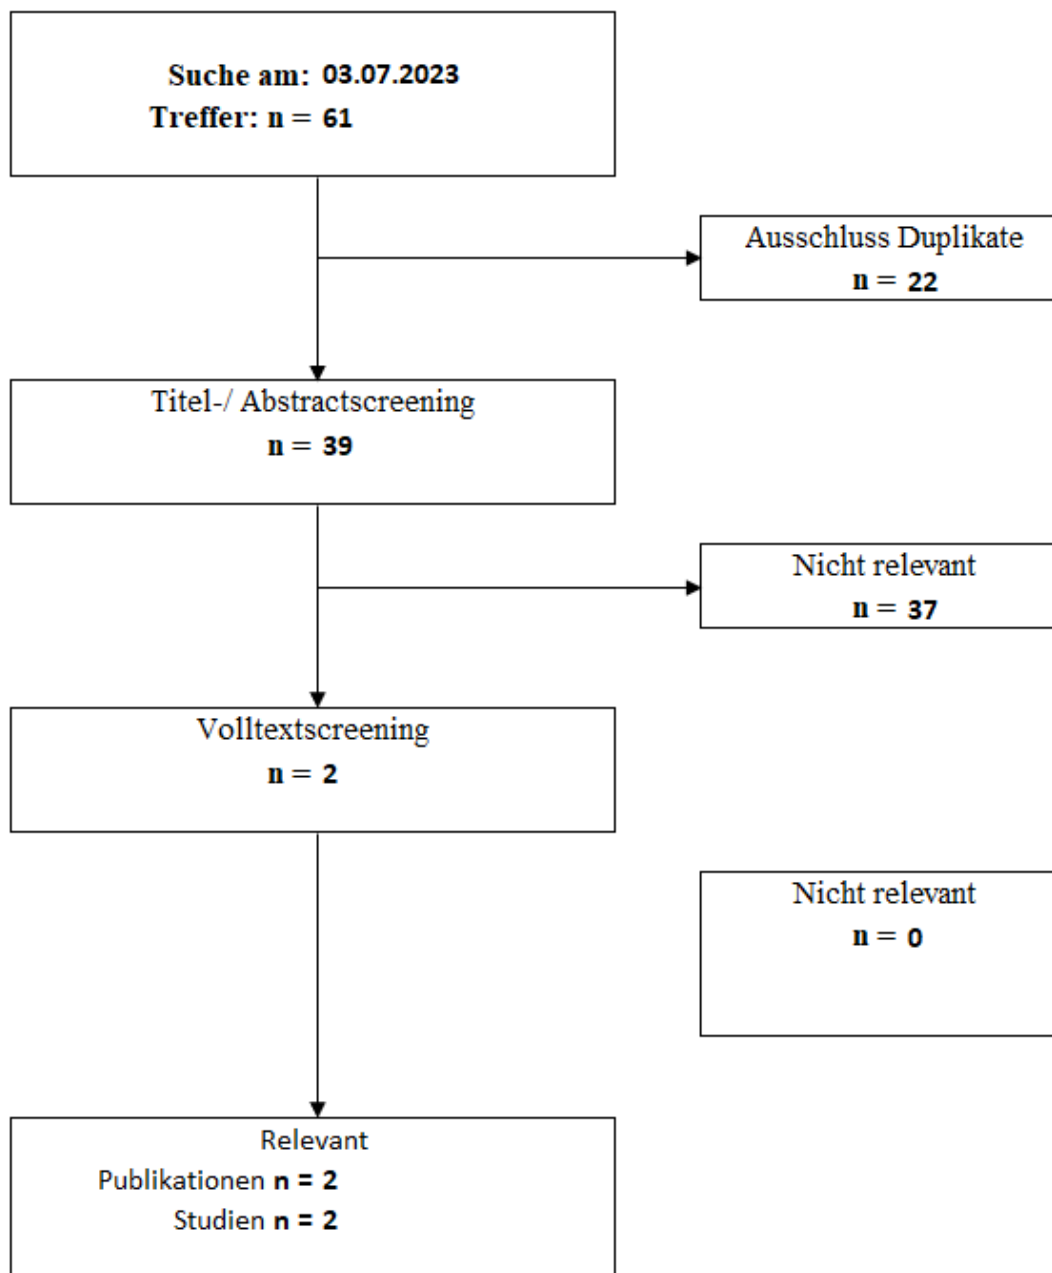 Suche am: 03.07.2023
Treffer: n = 61
Ausschluss Duplikate
n = 22
Titel-/ Abstractscreening
n = 39
Nicht relevant
n = 37
Volltextscreening
n = 2
Nicht relevant
n = 0
Relevant
Publikationen n = 2
Studien n = 2